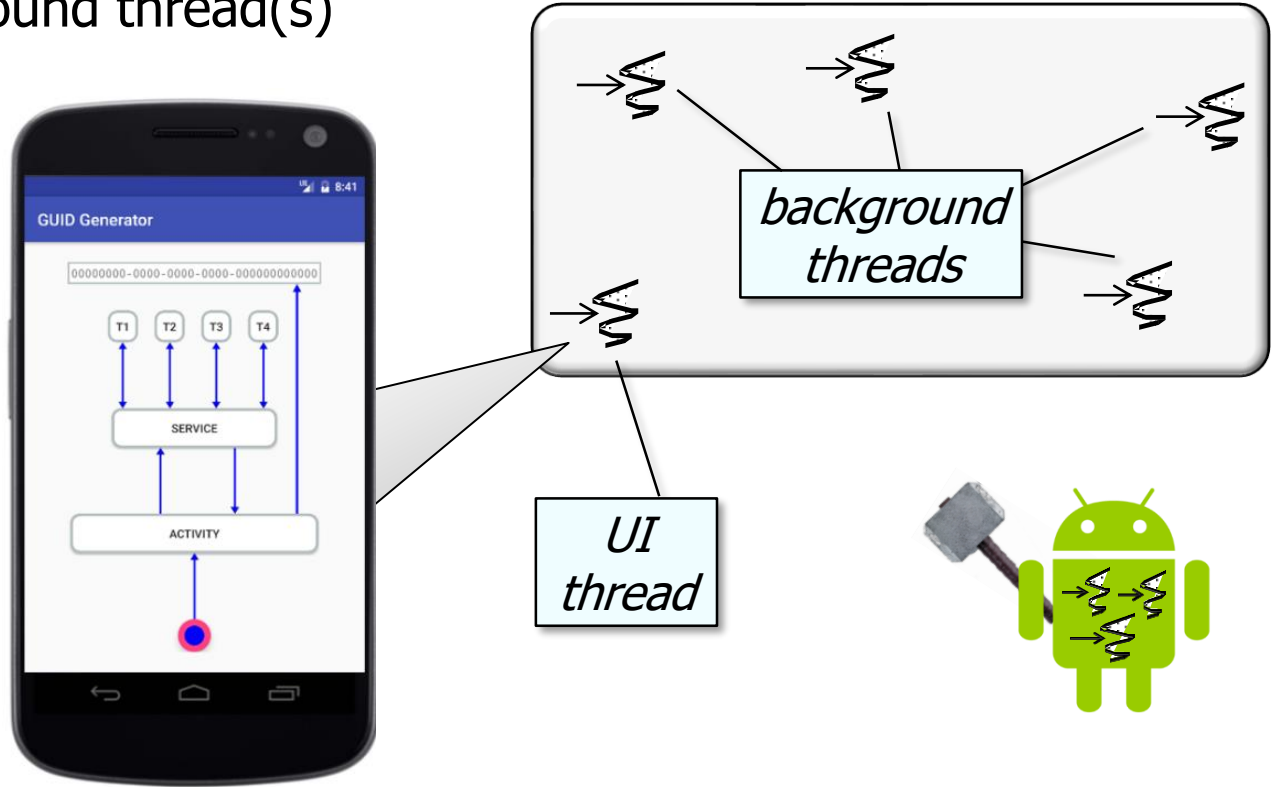 ound thread(s)
8:41
GUID Generator
00000000-0000-0000-0000-000000000000
T1 T2 T3 T4
SERVICE
ACTIVITY
background
threads
UI
thread